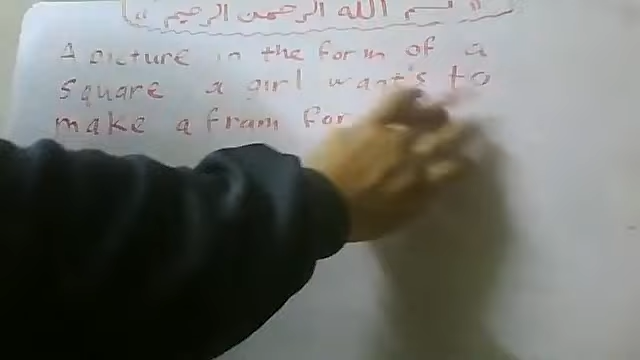 « بسم الله الرحمن الرحيم »
A picture in the form of a
square a girl want's to
make a fram for